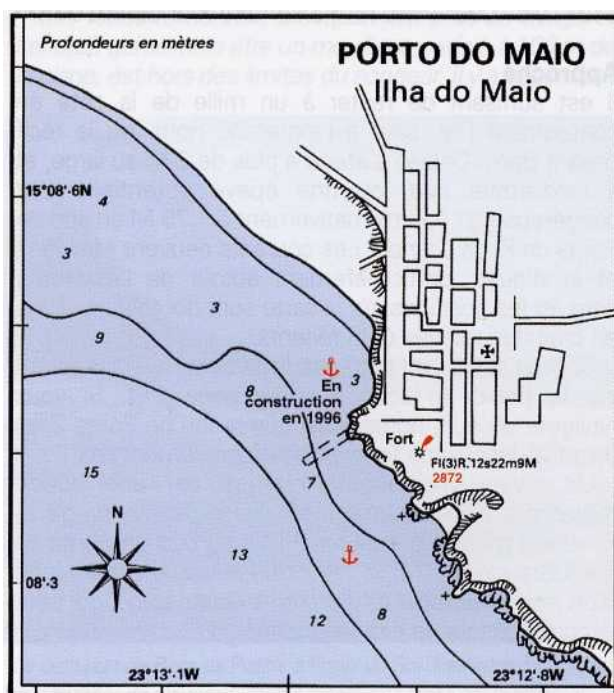 Profondeurs en mètres
PORTO DO MAIO
Ilha do Maio
15°08'·6N
4
3
3
9
8
3
En
construction
en 1996
Fort
Fl(3)R.12s22m9M
2872
7
15
N
13
08'·3
12
8
23°13'·1W
23°12'·8W